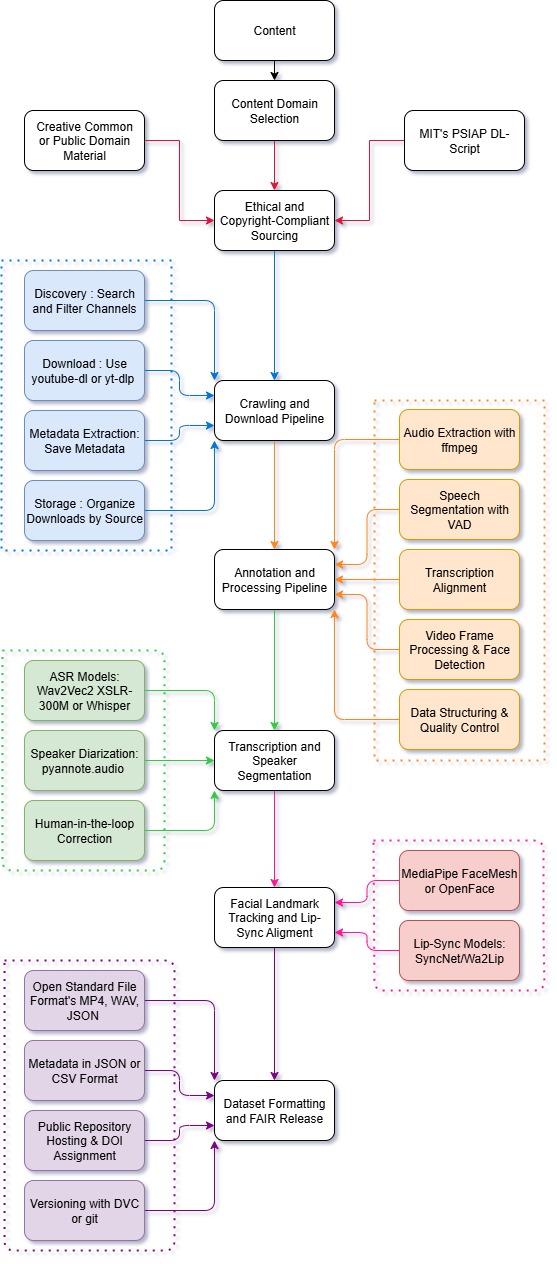 Content
Content Domain
Selection
Creative Common
or Public Domain
Material
MIT's PSIAP DL-
Script
Ethical and
Copyright-Compliant
Sourcing
Discovery : Search
and Filter Channels
Download : Use
youtube-dl or yt-dlp
Metadata Extraction:
Save Metadata
Storage : Organize
Downloads by Source
Crawling and
Download Pipeline
Audio Extraction with
ffmpeg
Speech
Segmentation with
VAD
Transcription
Alignment
Video Frame
Processing & Face
Detection
Data Structuring &
Quality Control
Annotation and
Processing Pipeline
ASR Models:
Wav2Vec2 XSLR-
300M or Whisper
Speaker Diarization:
pyannote.audio
Human-in-the-loop
Correction
Transcription and
Speaker
Segmentation
MediaPipe FaceMesh
or OpenFace
Lip-Sync Models:
SyncNet/Wa2Lip
Facial Landmark
Tracking and Lip-
Sync Aligment
Open Standard File
Format's MP4, WAV,
JSON
Metadata in JSON or
CSV Format
Public Repository
Hosting & DOI
Assignment
Versioning with DVC
or git
Dataset Formatting
and FAIR Release